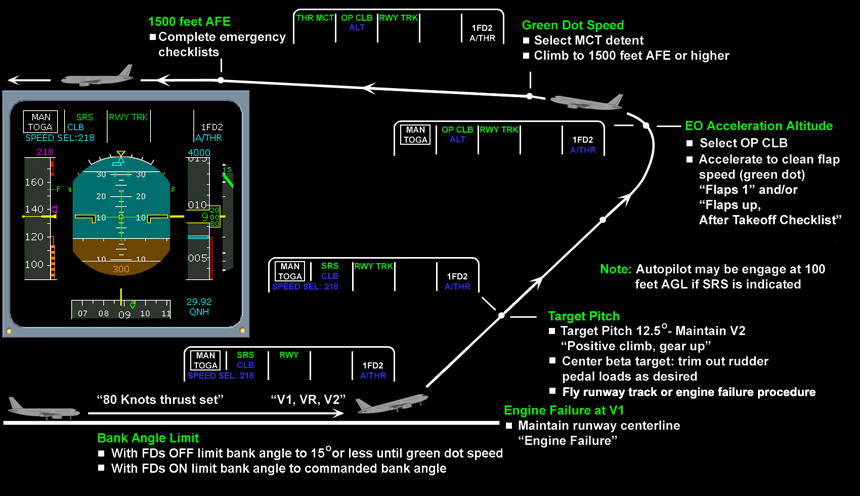 1500 feet AFE
Complete emergency
checklists
THR MCT OP CLB RWY TRK
ALT 1FD2
A/THR
Green Dot Speed
Select MCT detent
Climb to 1500 feet AFE or higher
MAN SRS RWY TRK
TOGA CLB 1FD2
SPEED SEL:218 A/THR
218 4000
015
30 30
10 10
10 10
300
160
140
120
100
F
15
010
9 20
00
80
005
07 08 09 10 11
29.92
QNH
MAN OP CLB RWY TRK
TOGA ALT 1FD2
A/THR
EO Acceleration Altitude
Select OP CLB
Accelerate to clean flap
speed (green dot)
“Flaps 1” and/or
“Flaps up,
After Takeoff Checklist”
Note: Autopilot may be engage at 100
feet AGL if SRS is indicated
MAN SRS RWY TRK
TOGA CLB 1FD2
SPEED SEL: 218 A/THR
Target Pitch
Target Pitch 12.5°- Maintain V2
“Positive climb, gear up”
Center beta target: trim out rudder
pedal loads as desired
Fly runway track or engine failure procedure
MAN SRS RWY
TOGA CLB 1FD2
SPEED SEL: 218 A/THR
“80 Knots thrust set” “V1, VR, V2”
Engine Failure at V1
Maintain runway centerline
“Engine Failure”
Bank Angle Limit
With FDs OFF limit bank angle to 15° or less until green dot speed
With FDs ON limit bank angle to commanded bank angle